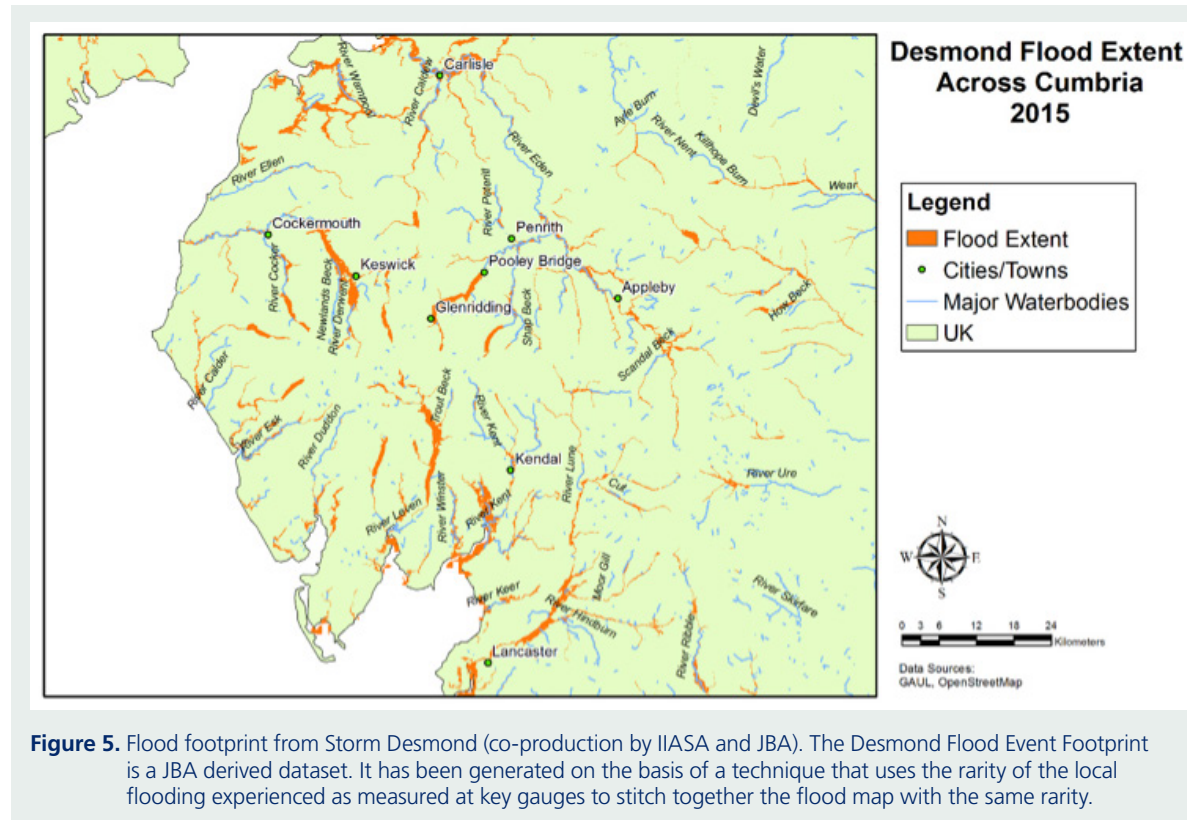 Desmond Flood Extent
Across Cumbria
2015
Legend
Flood Extent
Cities/Towns
Major Waterbodies
UK
N
W
E
S
0 3 6 12 18 24
Kilometers
Data Sources:
GAUL, OpenStreetMap
Carlisle
River Wampool
River Caldew
River Ellen
River Eden
River Petteril
Ayle Burn
River Nent
Killhope Burn
Devil's Water
Wear
Cockermouth
River Cocker
Newlands Beck
River Derwent
Keswick
Penrith
Pooley Bridge
Glenridding
Shap Beck
Appleby
How Beck
Scandal Beck
River Calder
River Esk
River Duddon
Trout Beck
River Kent
Kendal
River Lune
Cut
River Ure
River Leven
River Winster
River Kent
River Keer
Moor Gill
River Hindburn
River Skirfare
River Ribble
Lancaster
Figure 5. Flood footprint from Storm Desmond (co-production by IIASA and JBA). The Desmond Flood Event Footprint
is a JBA derived dataset. It has been generated on the basis of a technique that uses the rarity of the local
flooding experienced as measured at key gauges to stitch together the flood map with the same rarity.